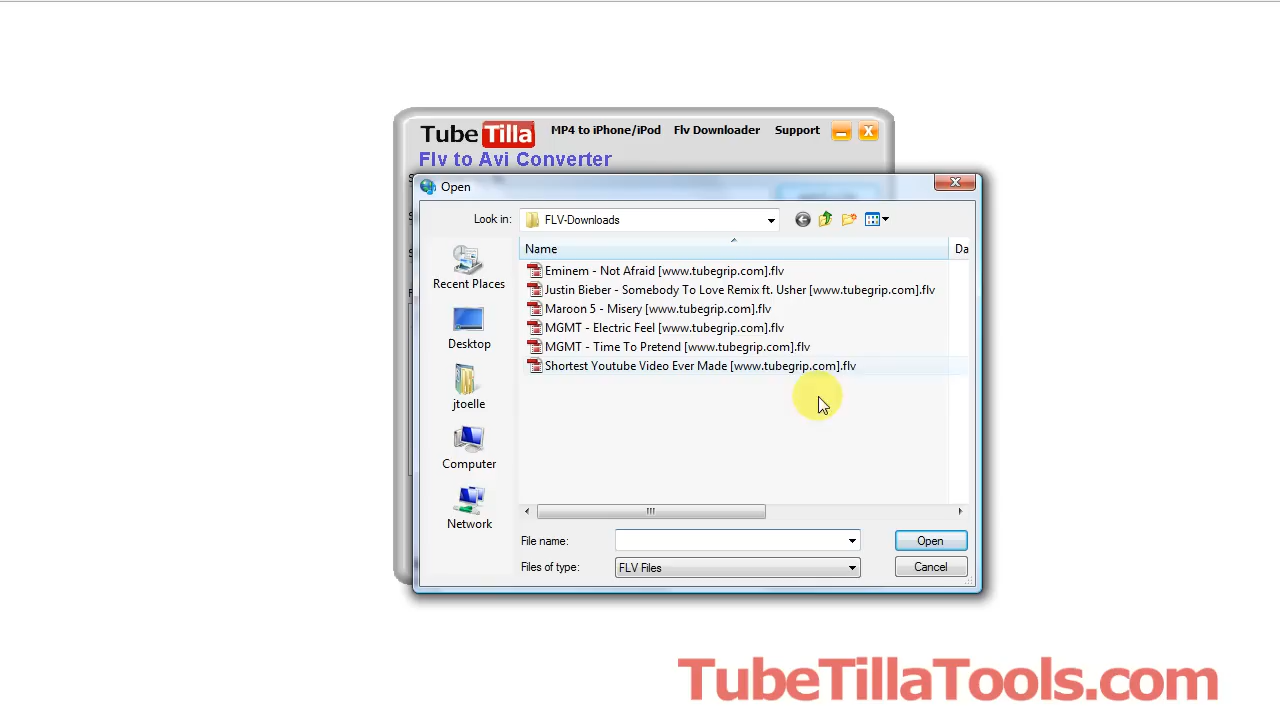 TubeTilla MP4 to iPhone/iPod Flv Downloader Support
Flv to Avi Converter
Open
Look in: FLV-Downloads
Name Da
Recent Places
Desktop
jtoelle
Computer
Network
Eminem - Not Afraid [www.tubegrip.com].flv
Justin Bieber - Somebody To Love Remix ft. Usher [www.tubegrip.com].flv
Maroon 5 - Misery [www.tubegrip.com].flv
MGMT - Electric Feel [www.tubegrip.com].flv
MGMT - Time To Pretend [www.tubegrip.com].flv
Shortest Youtube Video Ever Made [www.tubegrip.com].flv
File name: Open
Files of type: FLV Files Cancel
TubeTillaTools.com